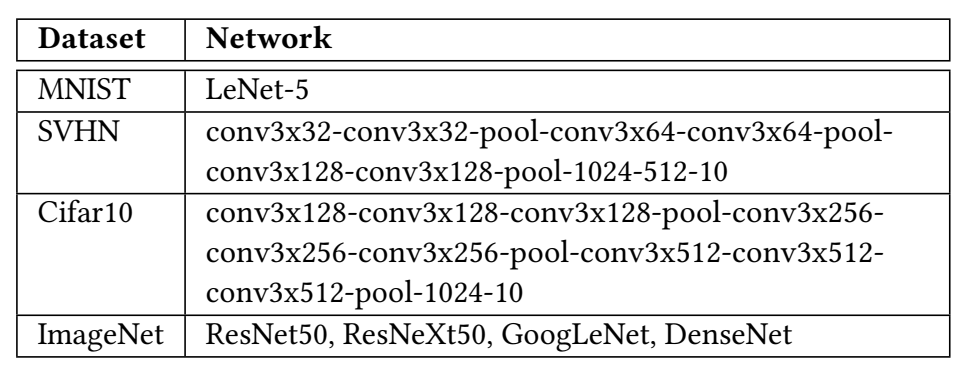 Dataset Network
MNIST LeNet-5
SVHN conv3x32-conv3x32-pool-conv3x64-conv3x64-pool-
conv3x128-conv3x128-pool-1024-512-10
Cifar10 conv3x128-conv3x128-conv3x128-pool-conv3x256-
conv3x256-conv3x256-pool-conv3x512-conv3x512-
conv3x512-pool-1024-10
ImageNet ResNet50, ResNeXt50, GoogLeNet, DenseNet